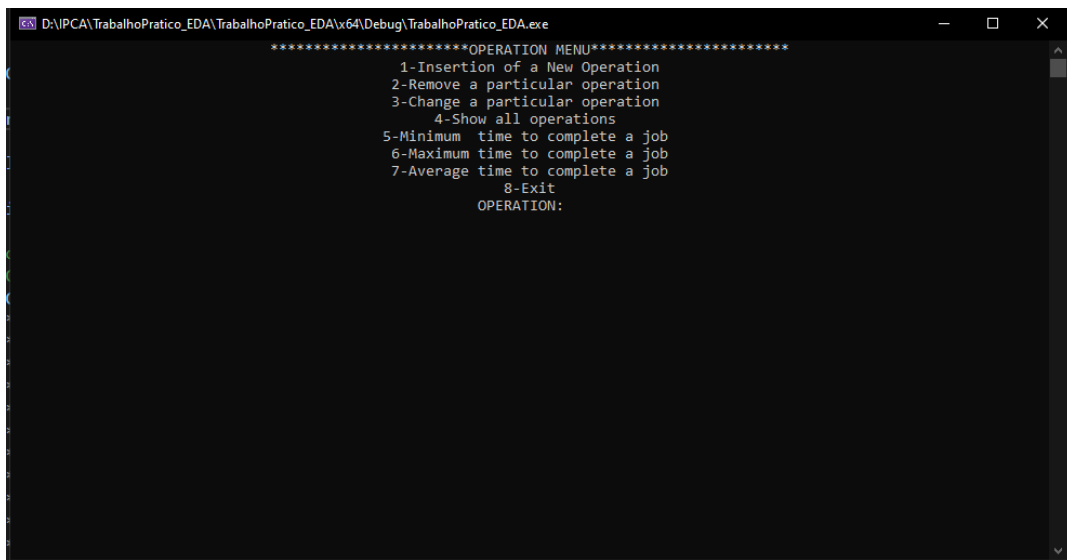 D:\IPCA\TrabalhoPratico_EDA\TrabalhoPratico_EDA\x64\Debug\TrabalhoPratico_EDA.exe
***********************OPERATION MENU***********************
1-Insertion of a New Operation
2-Remove a particular operation
3-Change a particular operation
4-Show all operations
5-Minimum  time to complete a job
6-Maximum time to complete a job
7-Average time to complete a job
8-Exit
OPERATION: